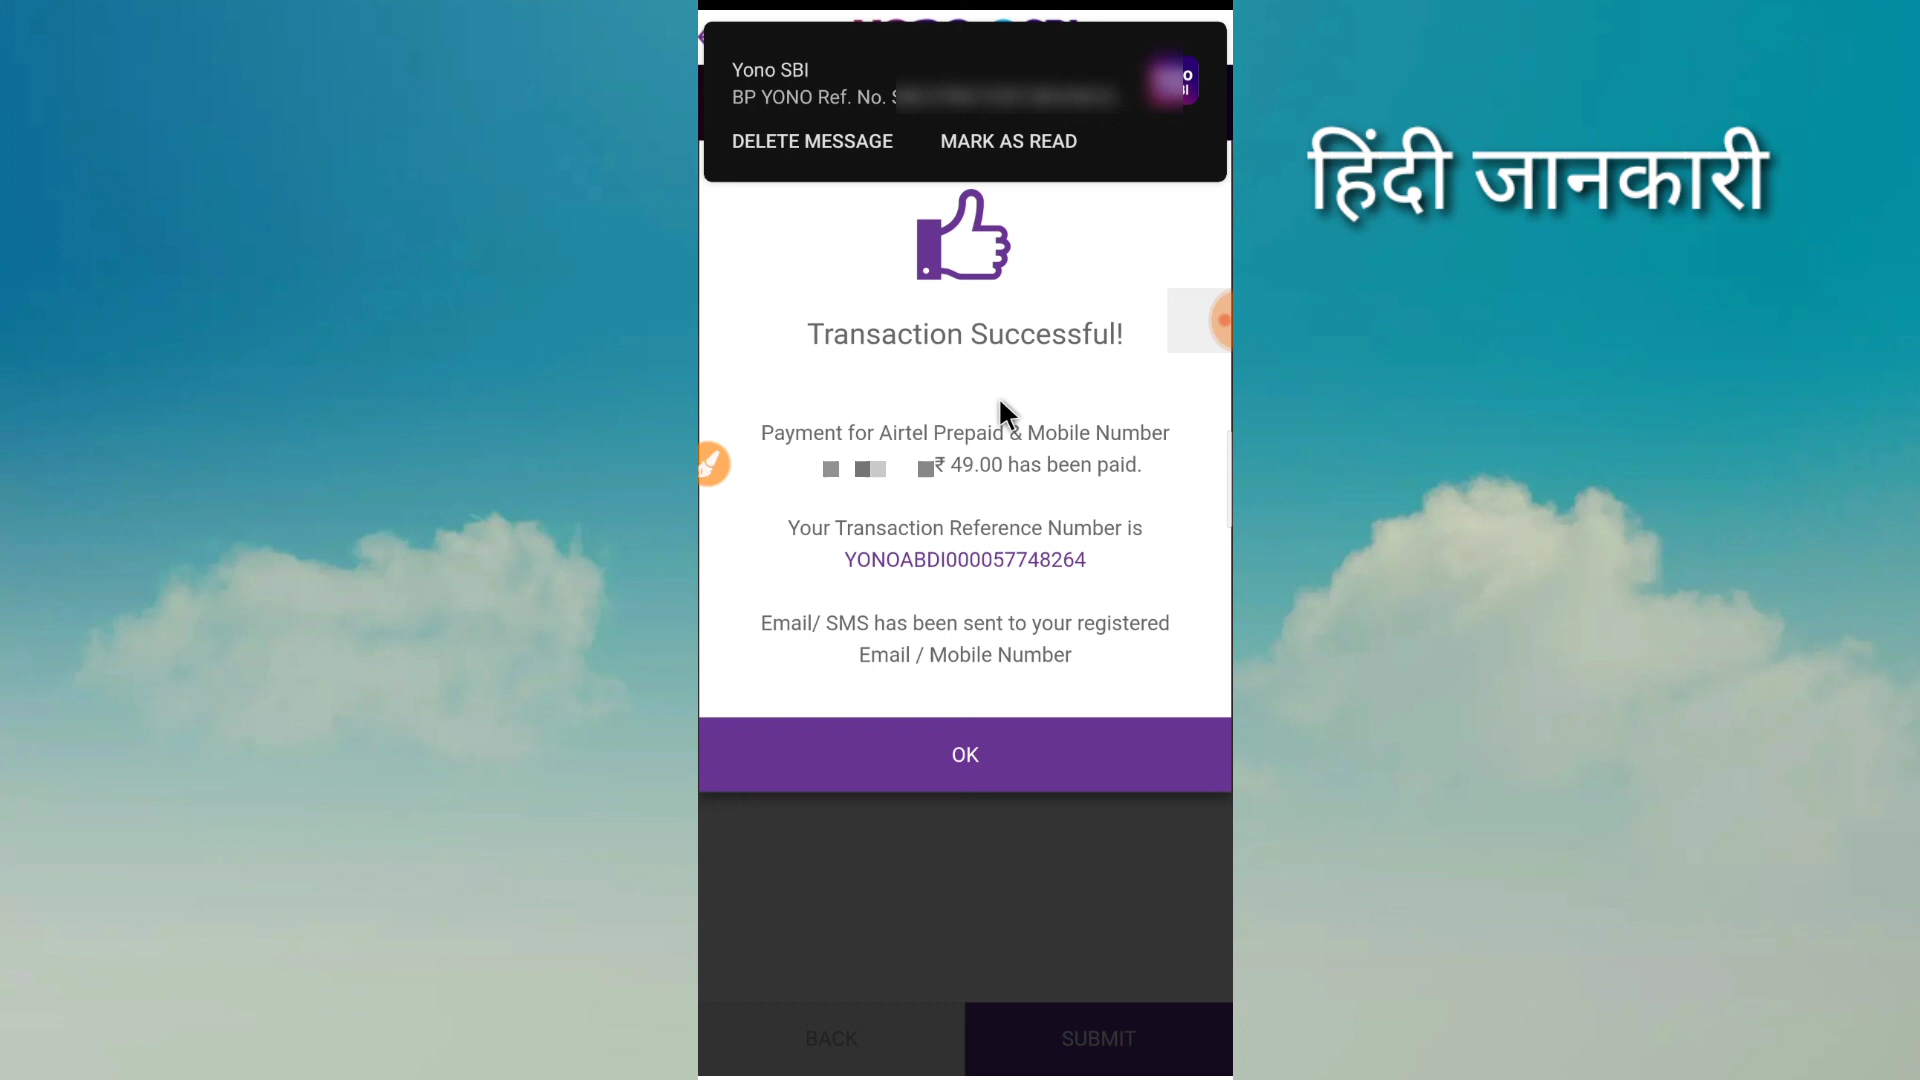 Yono SBI
BP YONO Ref. No.
DELETE MESSAGE
MARK AS READ
हिंदी जानकारी
Transaction Successful!
Payment for Airtel Prepaid & Mobile Number
₹ 49.00 has been paid.
Your Transaction Reference Number is
YONOABDI000057748264
Email/ SMS has been sent to your registered
Email / Mobile Number
OK
BACK
SUBMIT